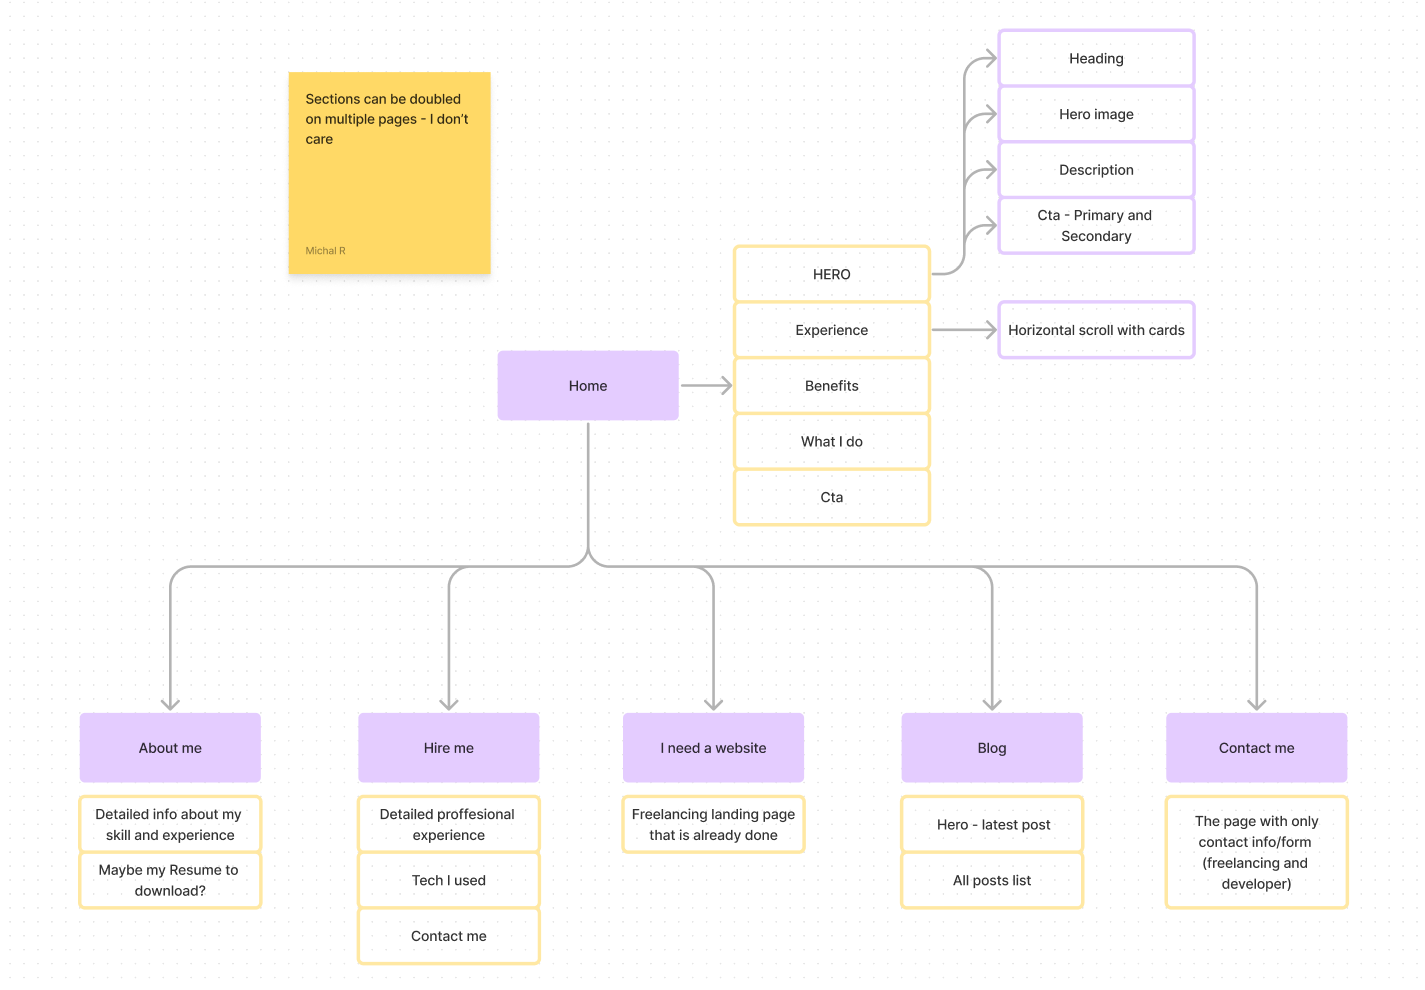 Sections can be doubled
on multiple pages - I don't
care
Michal R
Heading
Hero image
Description
Cta - Primary and
Secondary
HERO
Experience
Horizontal scroll with cards
Home
Benefits
What I do
Cta
About me
Detailed info about my
skill and experience
Maybe my Resume to
download?
Hire me
Detailed proffesional
experience
Tech I used
Contact me
I need a website
Freelancing landing page
that is already done
Blog
Hero - latest post
All posts list
Contact me
The page with only
contact info/form
(freelancing and
developer)